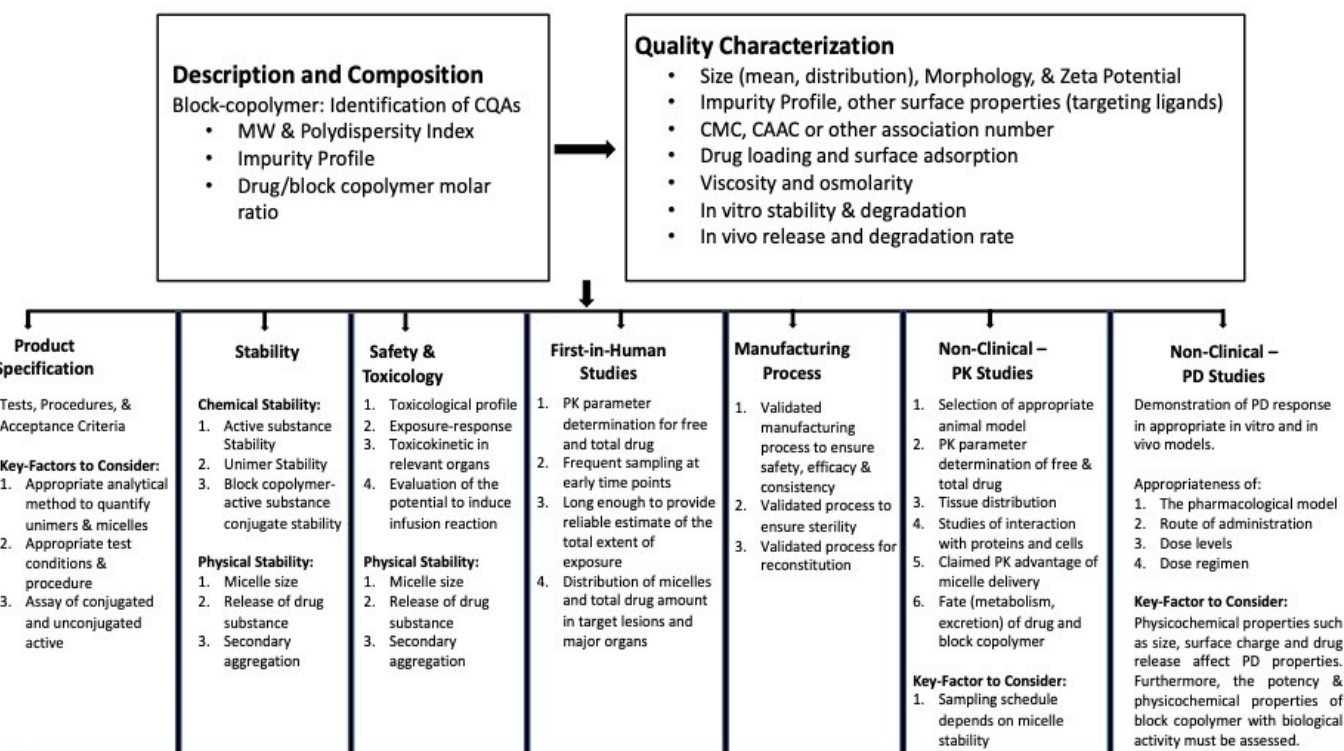 Description and Composition
Block-copolymer: Identification of CQAs
• MW & Polydispersity Index
• Impurity Profile
• Drug/block copolymer molar
ratio
Quality Characterization
• Size (mean, distribution), Morphology, & Zeta Potential
• Impurity Profile, other surface properties (targeting ligands)
• CMC, CAAC or other association number
• Drug loading and surface adsorption
• Viscosity and osmolarity
• In vitro stability & degradation
• In vivo release and degradation rate
Product
Specification
Tests, Procedures, &
Acceptance Criteria
Key-Factors to Consider:
1. Appropriate analytical
method to quantify
unimers & micelles
2. Appropriate test
conditions &
procedure
3. Assay of conjugated
and unconjugated
active
Stability
Chemical Stability:
1. Active substance
Stability
2. Unimer Stability
3. Block copolymer-
active substance
conjugate stability
Physical Stability:
1. Micelle size
2. Release of drug
substance
3. Secondary
aggregation
Safety &
Toxicology
1. Toxicological profile
2. Exposure-response
3. Toxicokinetic in
relevant organs
4. Evaluation of the
potential to induce
infusion reaction
Physical Stability:
1. Micelle size
2. Release of drug
substance
3. Secondary
aggregation
First-in-Human
Studies
1. PK parameter
determination for free
and total drug
2. Frequent sampling at
early time points
3. Long enough to provide
reliable estimate of the
total extent of
exposure
4. Distribution of micelles
and total drug amount
in target lesions and
major organs
Manufacturing
Process
1. Validated
manufacturing
process to ensure
safety, efficacy &
consistency
2. Validated process to
ensure sterility
3. Validated process for
reconstitution
Non-Clinical –
PK Studies
1. Selection of appropriate
animal model
2. PK parameter
determination of free &
total drug
3. Tissue distribution
4. Studies of interaction
with proteins and cells
5. Claimed PK advantage of
micelle delivery
6. Fate (metabolism,
excretion) of drug and
block copolymer
Key-Factor to Consider:
1. Sampling schedule
depends on micelle
stability
Non-Clinical –
PD Studies
Demonstration of PD response
in appropriate in vitro and in
vivo models.
Appropriateness of:
1. The pharmacological model
2. Route of administration
3. Dose levels
4. Dose regimen
Key-Factor to Consider:
Physicochemical properties such
as size, surface charge and drug
release affect PD properties.
Furthermore, the potency &
physicochemical properties of
block copolymer with biological
activity must be assessed.